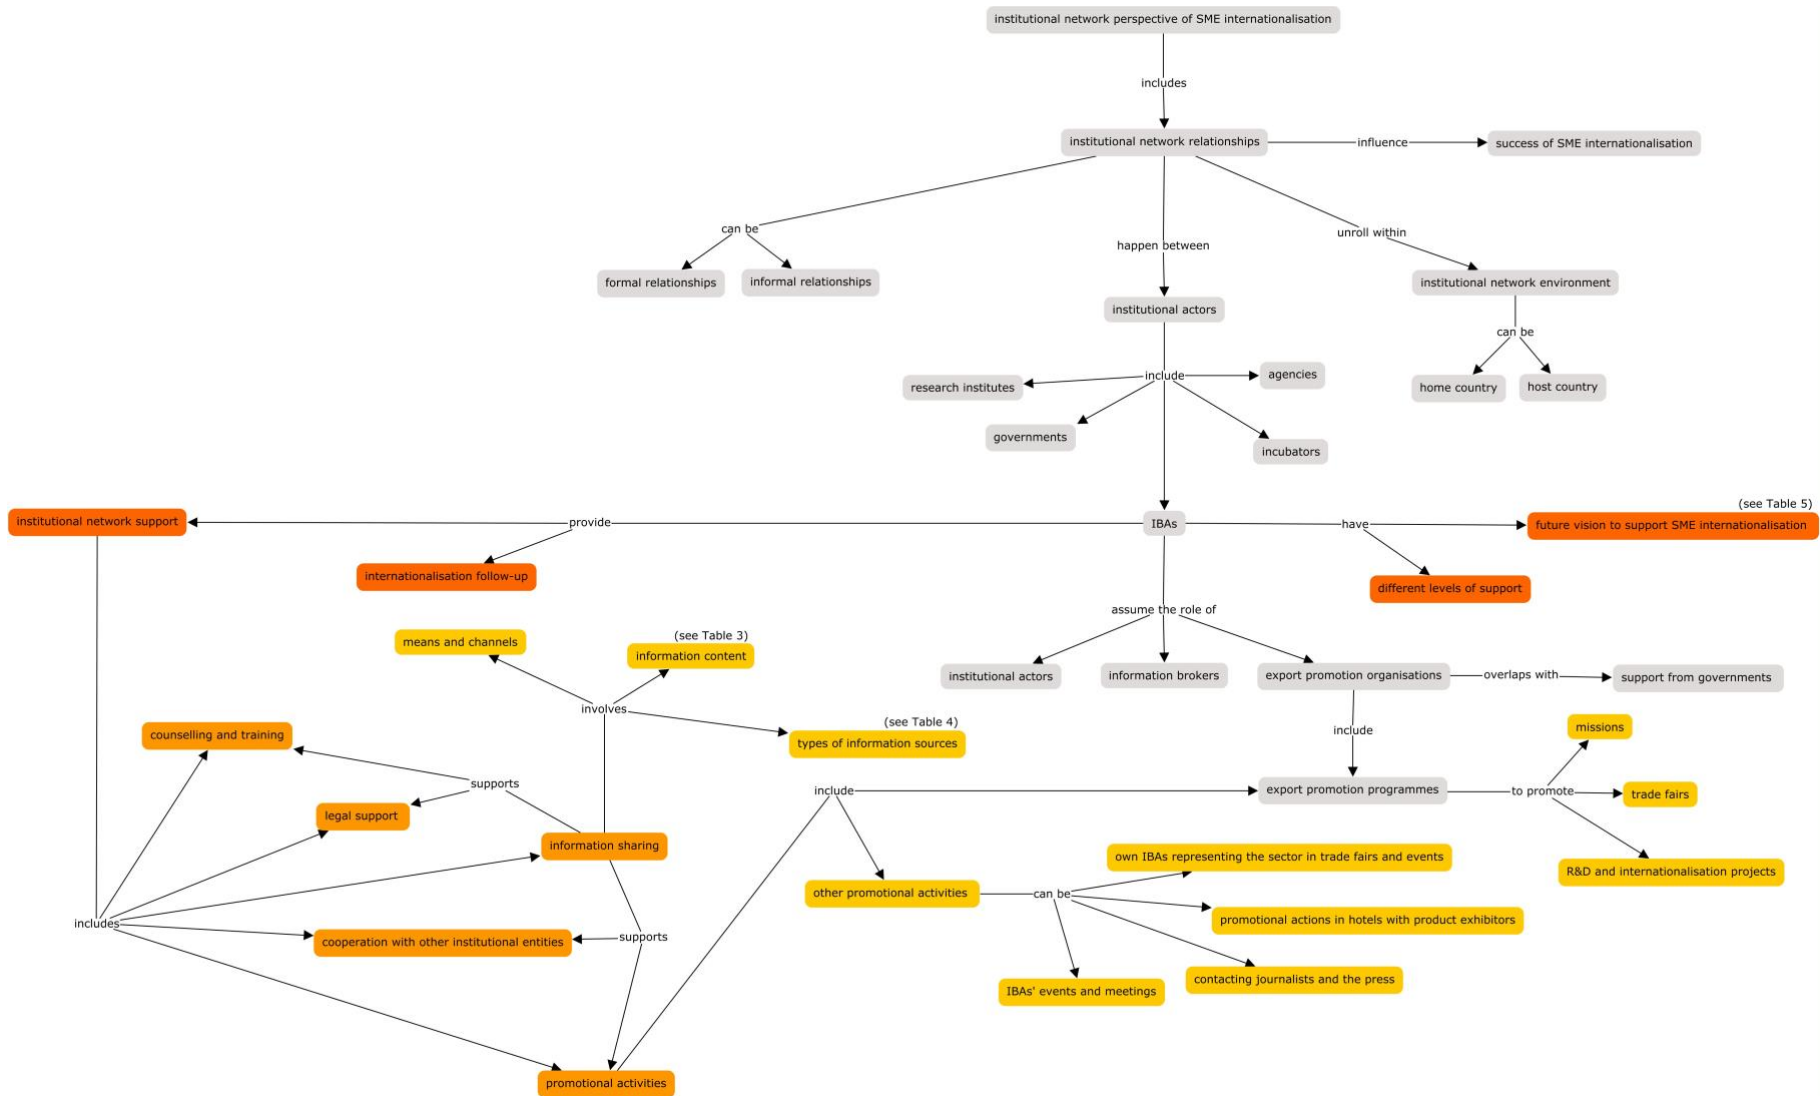 institutional network perspective of SME internationalisation
includes
institutional network relationships
influence
success of SME internationalisation
can be
happen between
unroll within
formal relationships
informal relationships
institutional network environment
institutional actors
can be
research institutes
include
agencies
home country
host country
governments
incubators
(see Table 5)
institutional network support
provide
IBAs
have
future vision to support SME internationalisation
internationalisation follow-up
different levels of support
assume the role of
means and channels
(see Table 3)
information content
institutional actors
information brokers
export promotion organisations
overlaps with
support from governments
involves
(see Table 4)
types of information sources
counselling and training
include
missions
supports
include
export promotion programmes
to promote
trade fairs
legal support
information sharing
own IBAs representing the sector in trade fairs and events
R&D and internationalisation projects
other promotional activities
can be
promotional actions in hotels with product exhibitors
includes
cooperation with other institutional entities
supports
contacting journalists and the press
IBAs' events and meetings
promotional activities